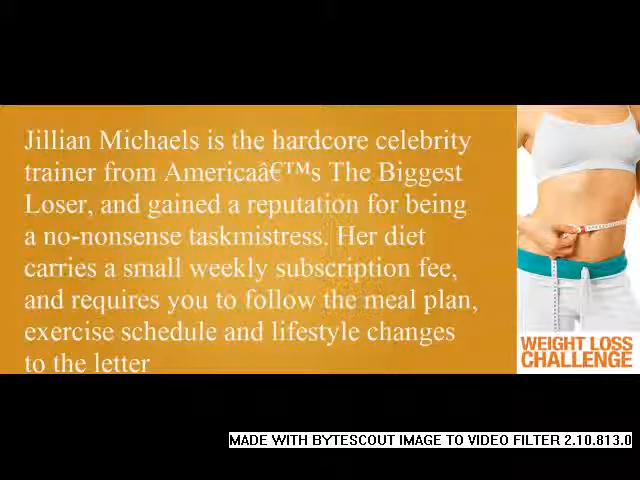 Jillian Michaels is the hardcore celebrity
trainer from Americaâ€™s The Biggest
Loser, and gained a reputation for being
a no-nonsense taskmistress. Her diet
carries a small weekly subscription fee,
and requires you to follow the meal plan,
exercise schedule and lifestyle changes
to the letter
WEIGHT LOSS
CHALLENGE
MADE WITH BYTESCOUT IMAGE TO VIDEO FILTER 2.10.813.0